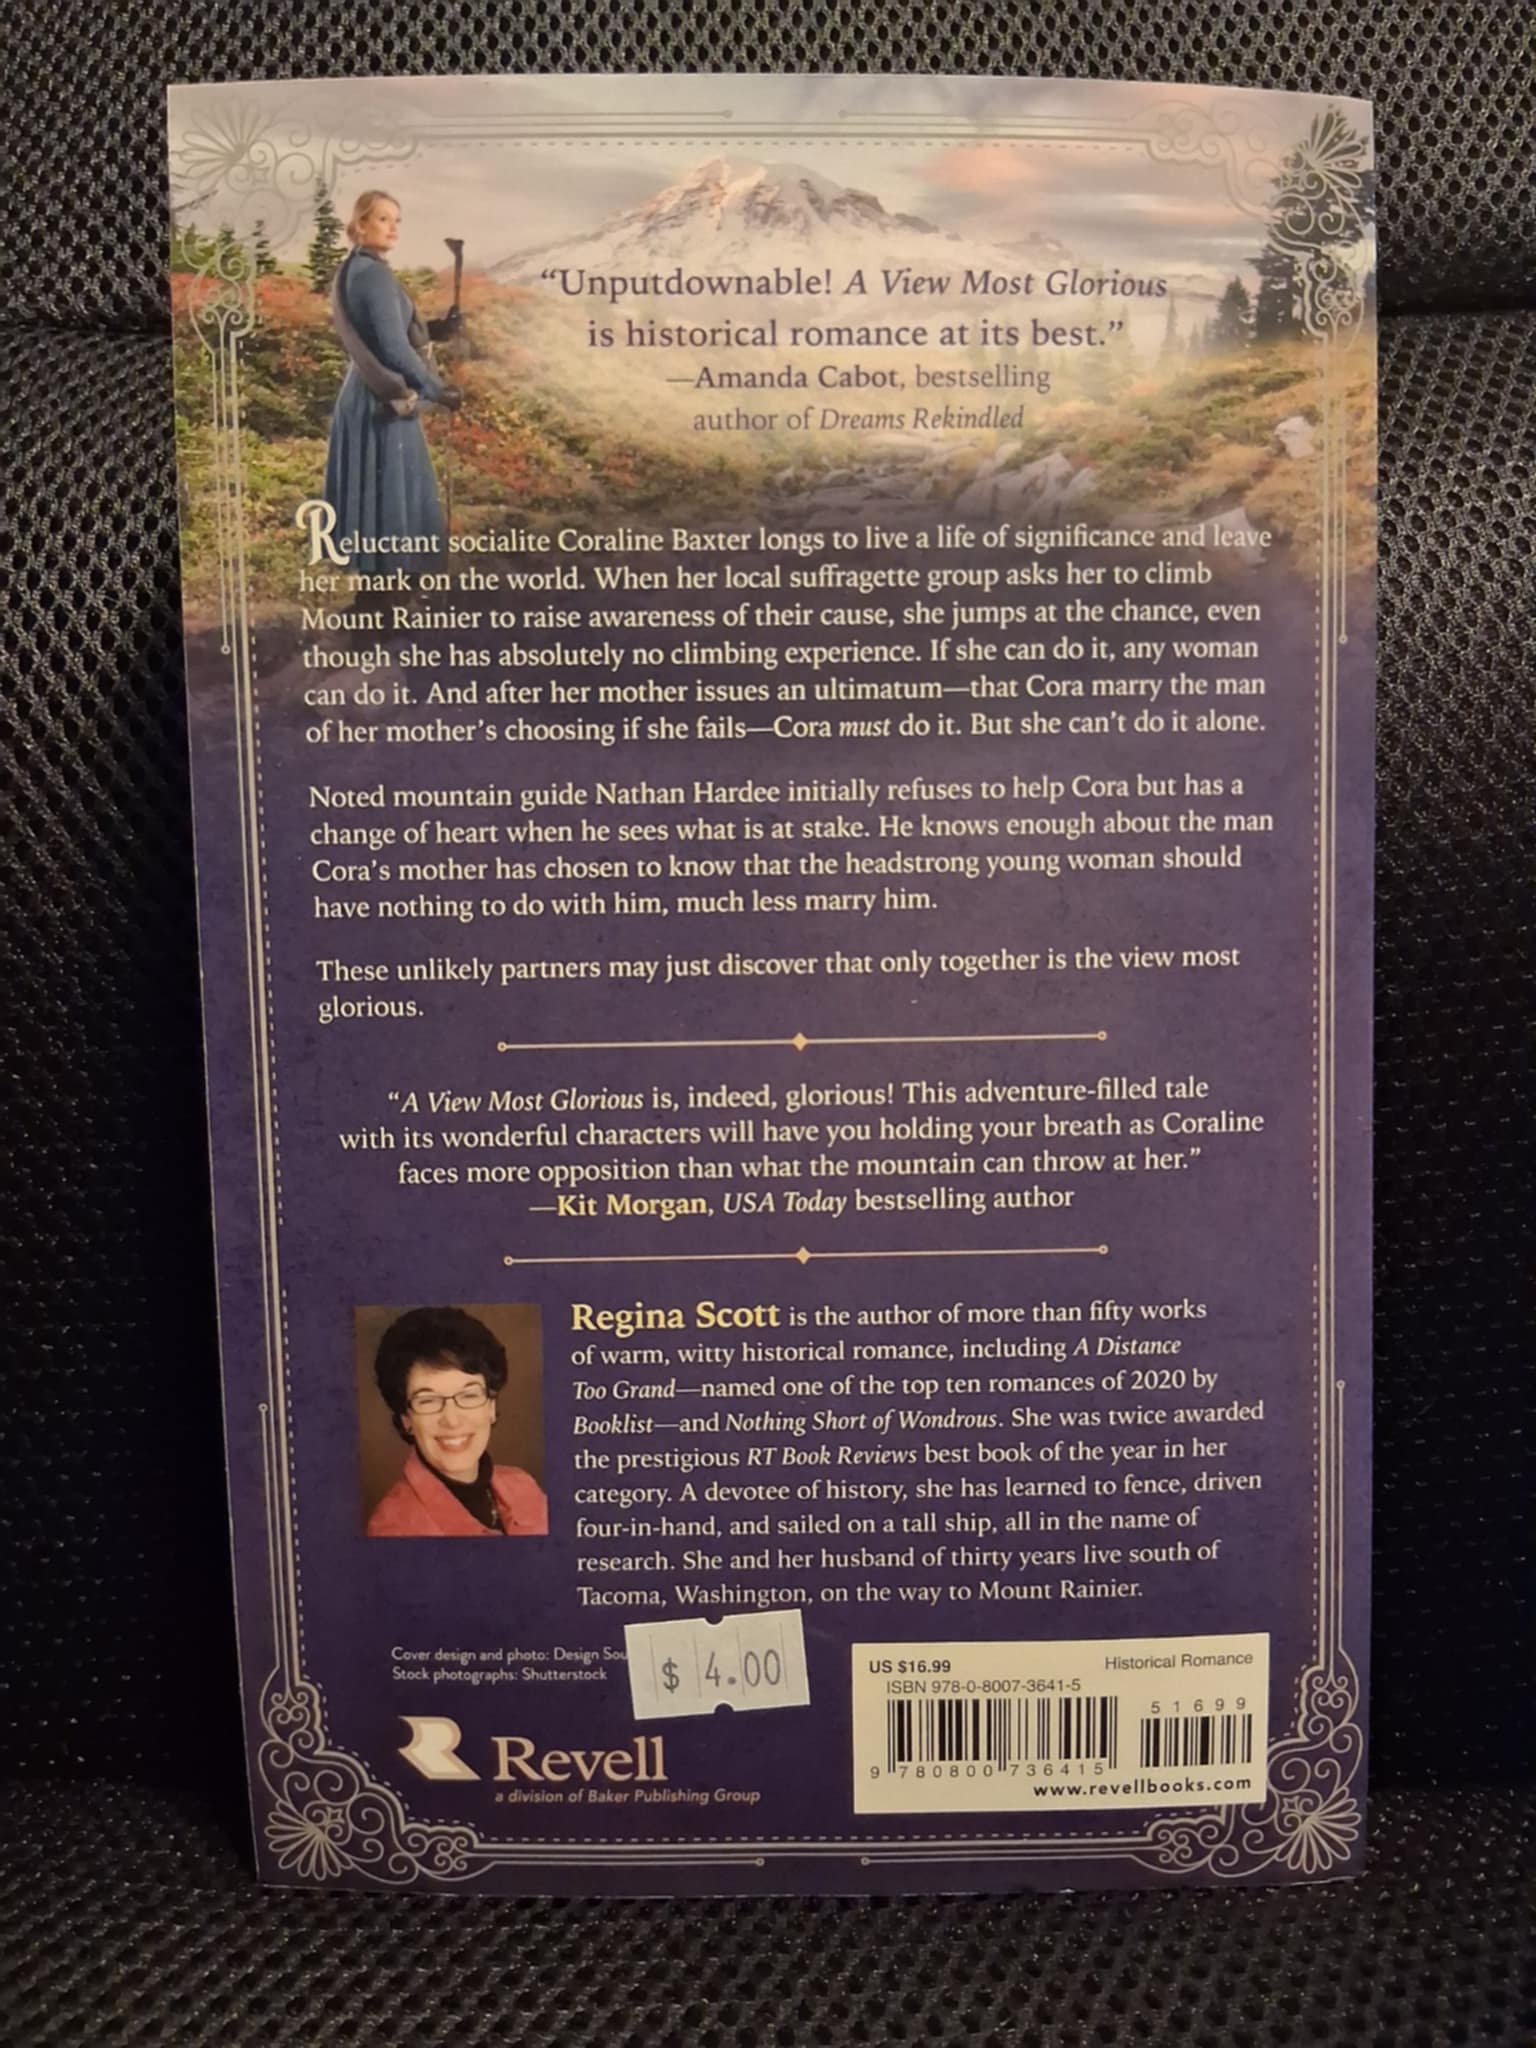 “Unputdownable! A View Most Glorious
is historical romance at its best.”
—Amanda Cabot, bestselling
author of Dreams Rekindled
Reluctant socialite Coraline Baxter longs to live a life of significance and leave
her mark on the world. When her local suffragette group asks her to climb
Mount Rainier to raise awareness of their cause, she jumps at the chance, even
though she has absolutely no climbing experience. If she can do it, any woman
can do it. And after her mother issues an ultimatum—that Cora marry the man
of her mother’s choosing if she fails—Cora must do it. But she can’t do it alone.
Noted mountain guide Nathan Hardee initially refuses to help Cora but has a
change of heart when he sees what is at stake. He knows enough about the man
Cora’s mother has chosen to know that the headstrong young woman should
have nothing to do with him, much less marry him.
These unlikely partners may just discover that only together is the view most
glorious.
“A View Most Glorious is, indeed, glorious! This adventure-filled tale
with its wonderful characters will have you holding your breath as Coraline
faces more opposition than what the mountain can throw at her.”
—Kit Morgan, USA Today bestselling author
Regina Scott is the author of more than fifty works
of warm, witty historical romance, including A Distance
Too Grand—named one of the top ten romances of 2020 by
Booklist—and Nothing Short of Wondrous. She was twice awarded
the prestigious RT Book Reviews best book of the year in her
category. A devotee of history, she has learned to fence, driven
four-in-hand, and sailed on a tall ship, all in the name of
research. She and her husband of thirty years live south of
Tacoma, Washington, on the way to Mount Rainier.
Cover design and photo: Design Sou
Stock photographs: Shutterstock
$ 4.00
Revell
a division of Baker Publishing Group
US $16.99 Historical Romance
ISBN 978-0-8007-3641-5
5 1 6 9 9
9 780800 736415
www.revellbooks.com